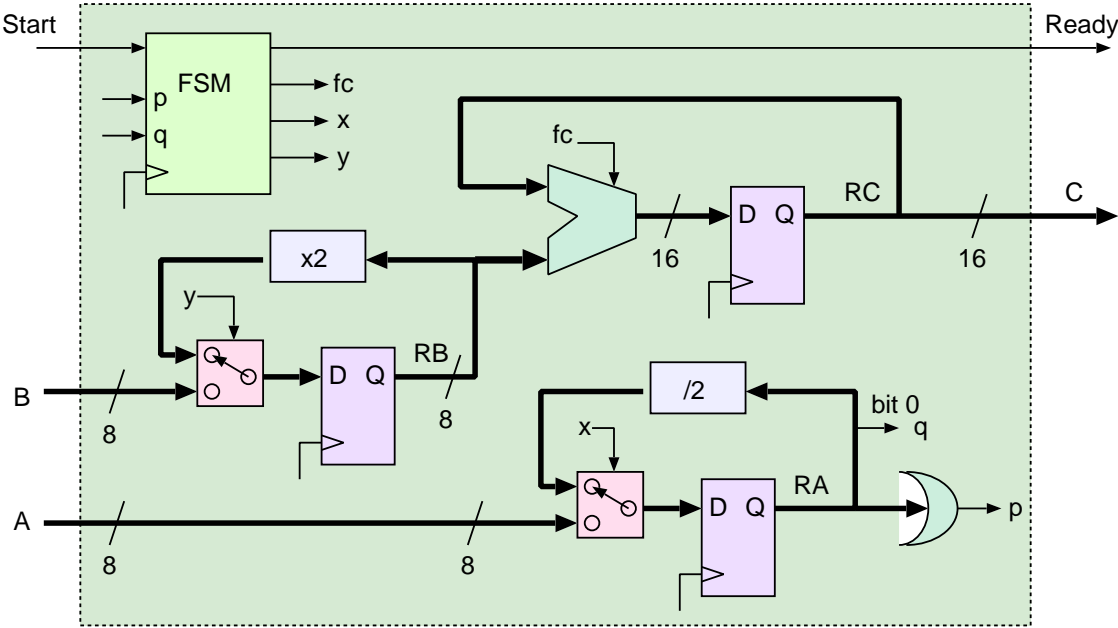 Start
Ready
FSM
fc
p
x
q
y
fc
RC
C
D Q
16
16
x2
y
RB
D Q
B
8
8
/2
bit 0
q
x
RA
D Q
p
A
8
8